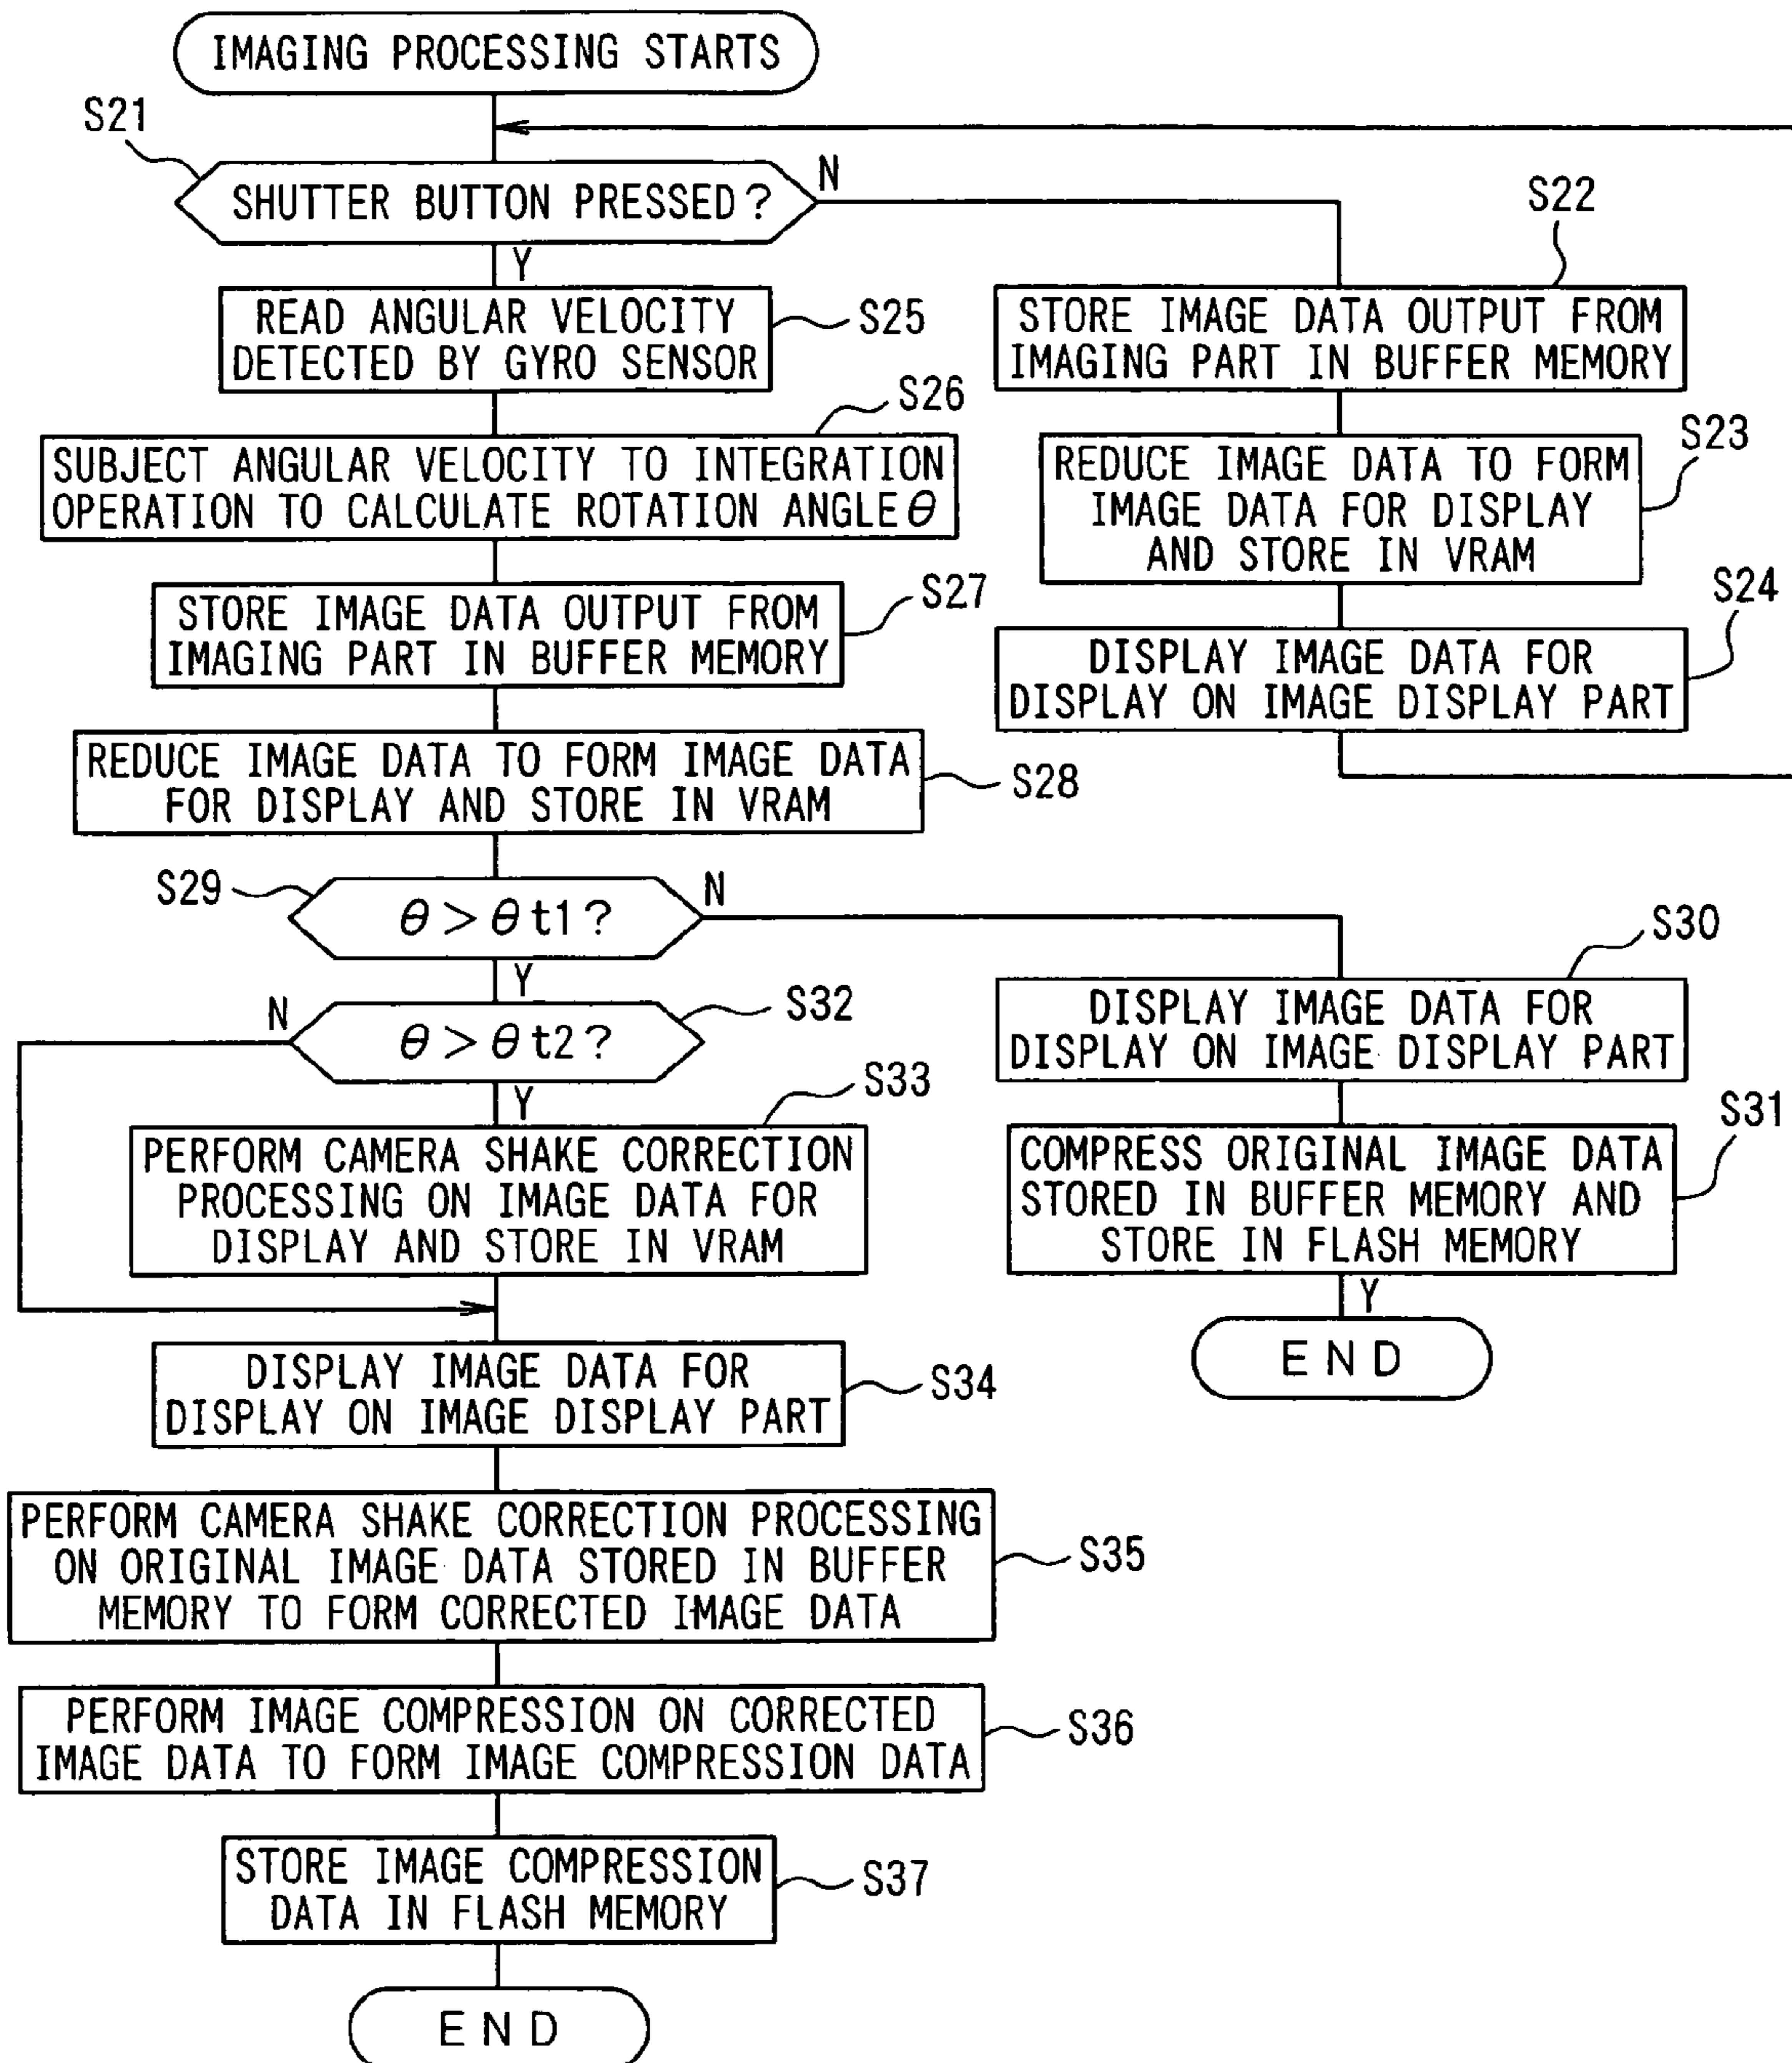 IMAGING PROCESSING STARTS
S21
SHUTTER BUTTON PRESSED?
N
Y
S22
STORE IMAGE DATA OUTPUT FROM
IMAGING PART IN BUFFER MEMORY
S23
REDUCE IMAGE DATA TO FORM
IMAGE DATA FOR DISPLAY
AND STORE IN VRAM
S24
DISPLAY IMAGE DATA FOR
DISPLAY ON IMAGE DISPLAY PART
READ ANGULAR VELOCITY
DETECTED BY GYRO SENSOR
S25
S26
SUBJECT ANGULAR VELOCITY TO INTEGRATION
OPERATION TO CALCULATE ROTATION ANGLE θ
S27
STORE IMAGE DATA OUTPUT FROM
IMAGING PART IN BUFFER MEMORY
REDUCE IMAGE DATA TO FORM IMAGE DATA
FOR DISPLAY AND STORE IN VRAM
S28
S29
θ > θ t1?
N
Y
S30
DISPLAY IMAGE DATA FOR
DISPLAY ON IMAGE DISPLAY PART
S31
COMPRESS ORIGINAL IMAGE DATA
STORED IN BUFFER MEMORY AND
STORE IN FLASH MEMORY
Y
END
N
θ > θ t2?
S32
Y
S33
PERFORM CAMERA SHAKE CORRECTION
PROCESSING ON IMAGE DATA FOR
DISPLAY AND STORE IN VRAM
DISPLAY IMAGE DATA FOR
DISPLAY ON IMAGE DISPLAY PART
S34
PERFORM CAMERA SHAKE CORRECTION PROCESSING
ON ORIGINAL IMAGE DATA STORED IN BUFFER
MEMORY TO FORM CORRECTED IMAGE DATA
S35
PERFORM IMAGE COMPRESSION ON CORRECTED
IMAGE DATA TO FORM IMAGE COMPRESSION DATA
S36
STORE IMAGE COMPRESSION
DATA IN FLASH MEMORY
S37
END